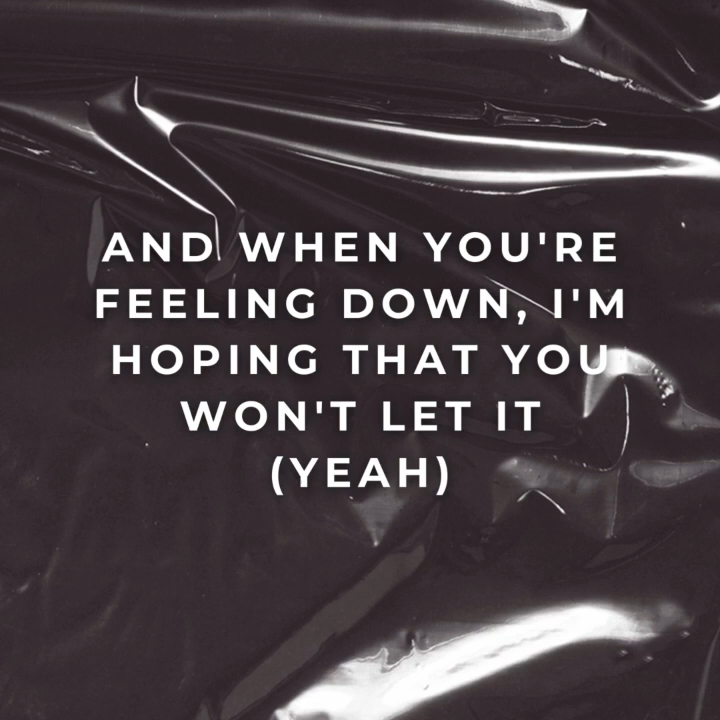 AND WHEN YOU'RE
FEELING DOWN, I'M
HOPING THAT YOU
WON'T LET IT
(YEAH)